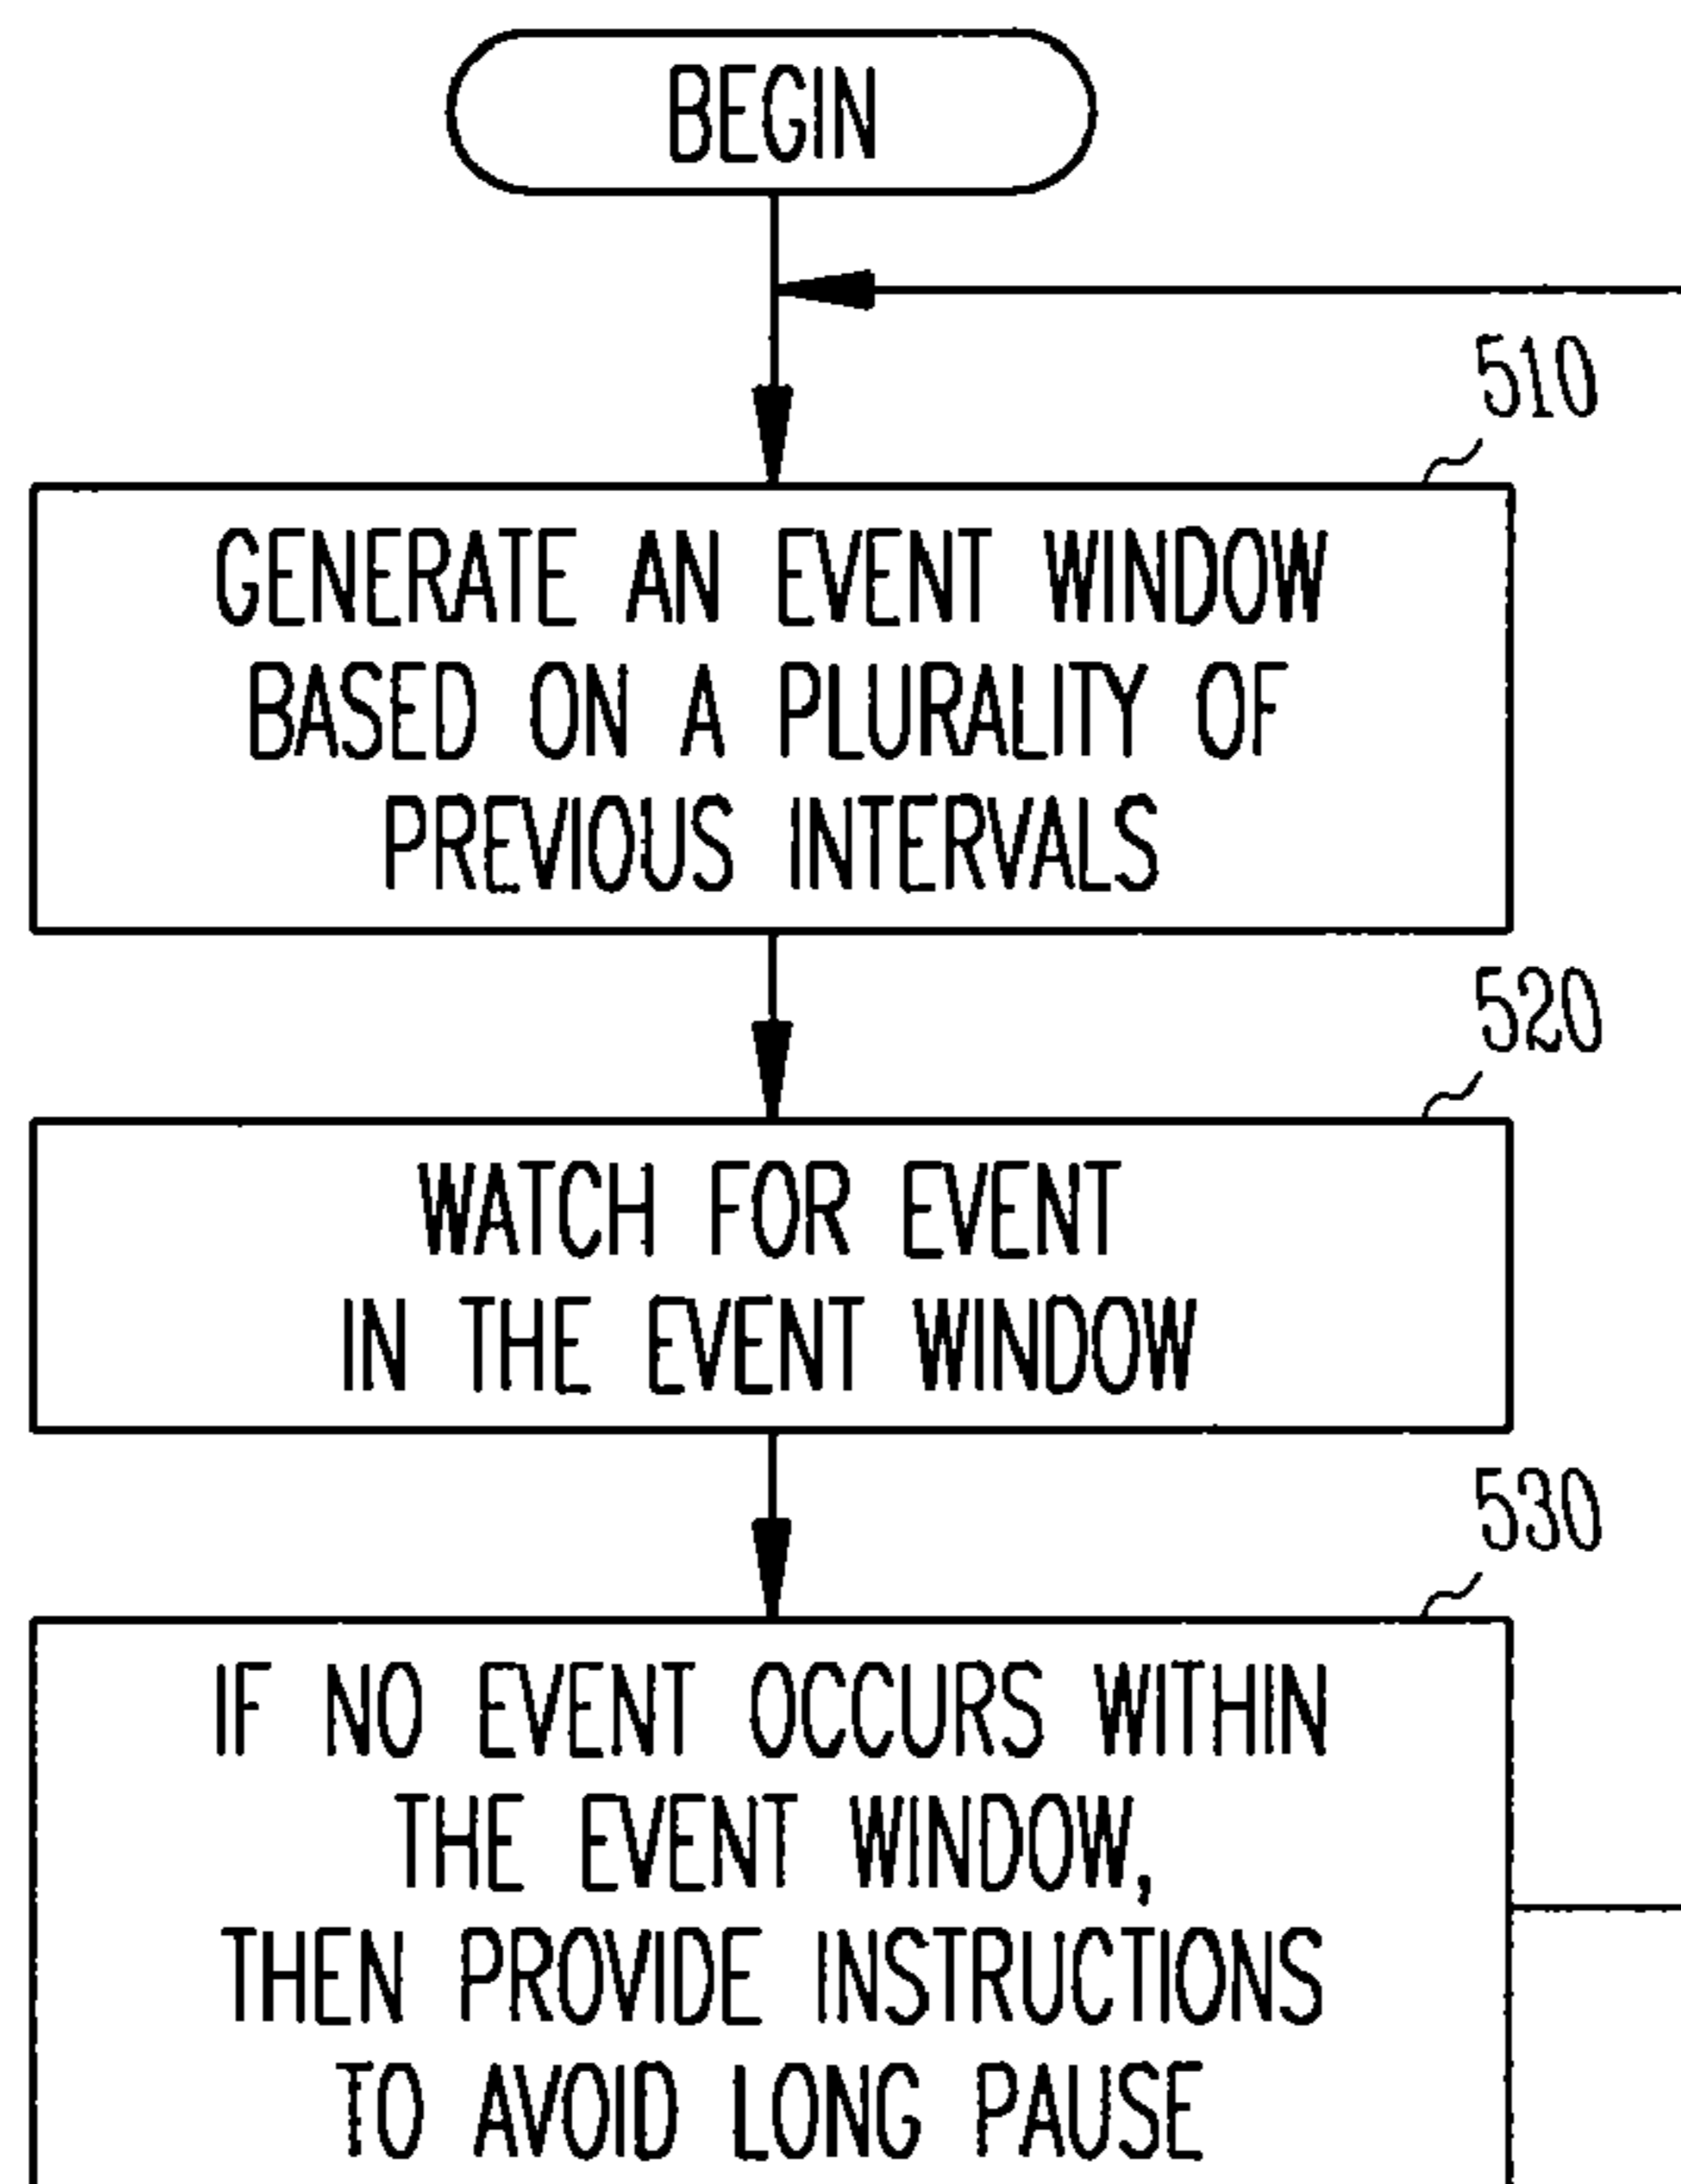 BEGIN
510
GENERATE AN EVENT WINDOW
BASED ON A PLURALITY OF
PREVIOUS INTERVALS
520
WATCH FOR EVENT
IN THE EVENT WINDOW
530
IF NO EVENT OCCURS WITHIN
THE EVENT WINDOW,
THEN PROVIDE INSTRUCTIONS
TO AVOID LONG PAUSE